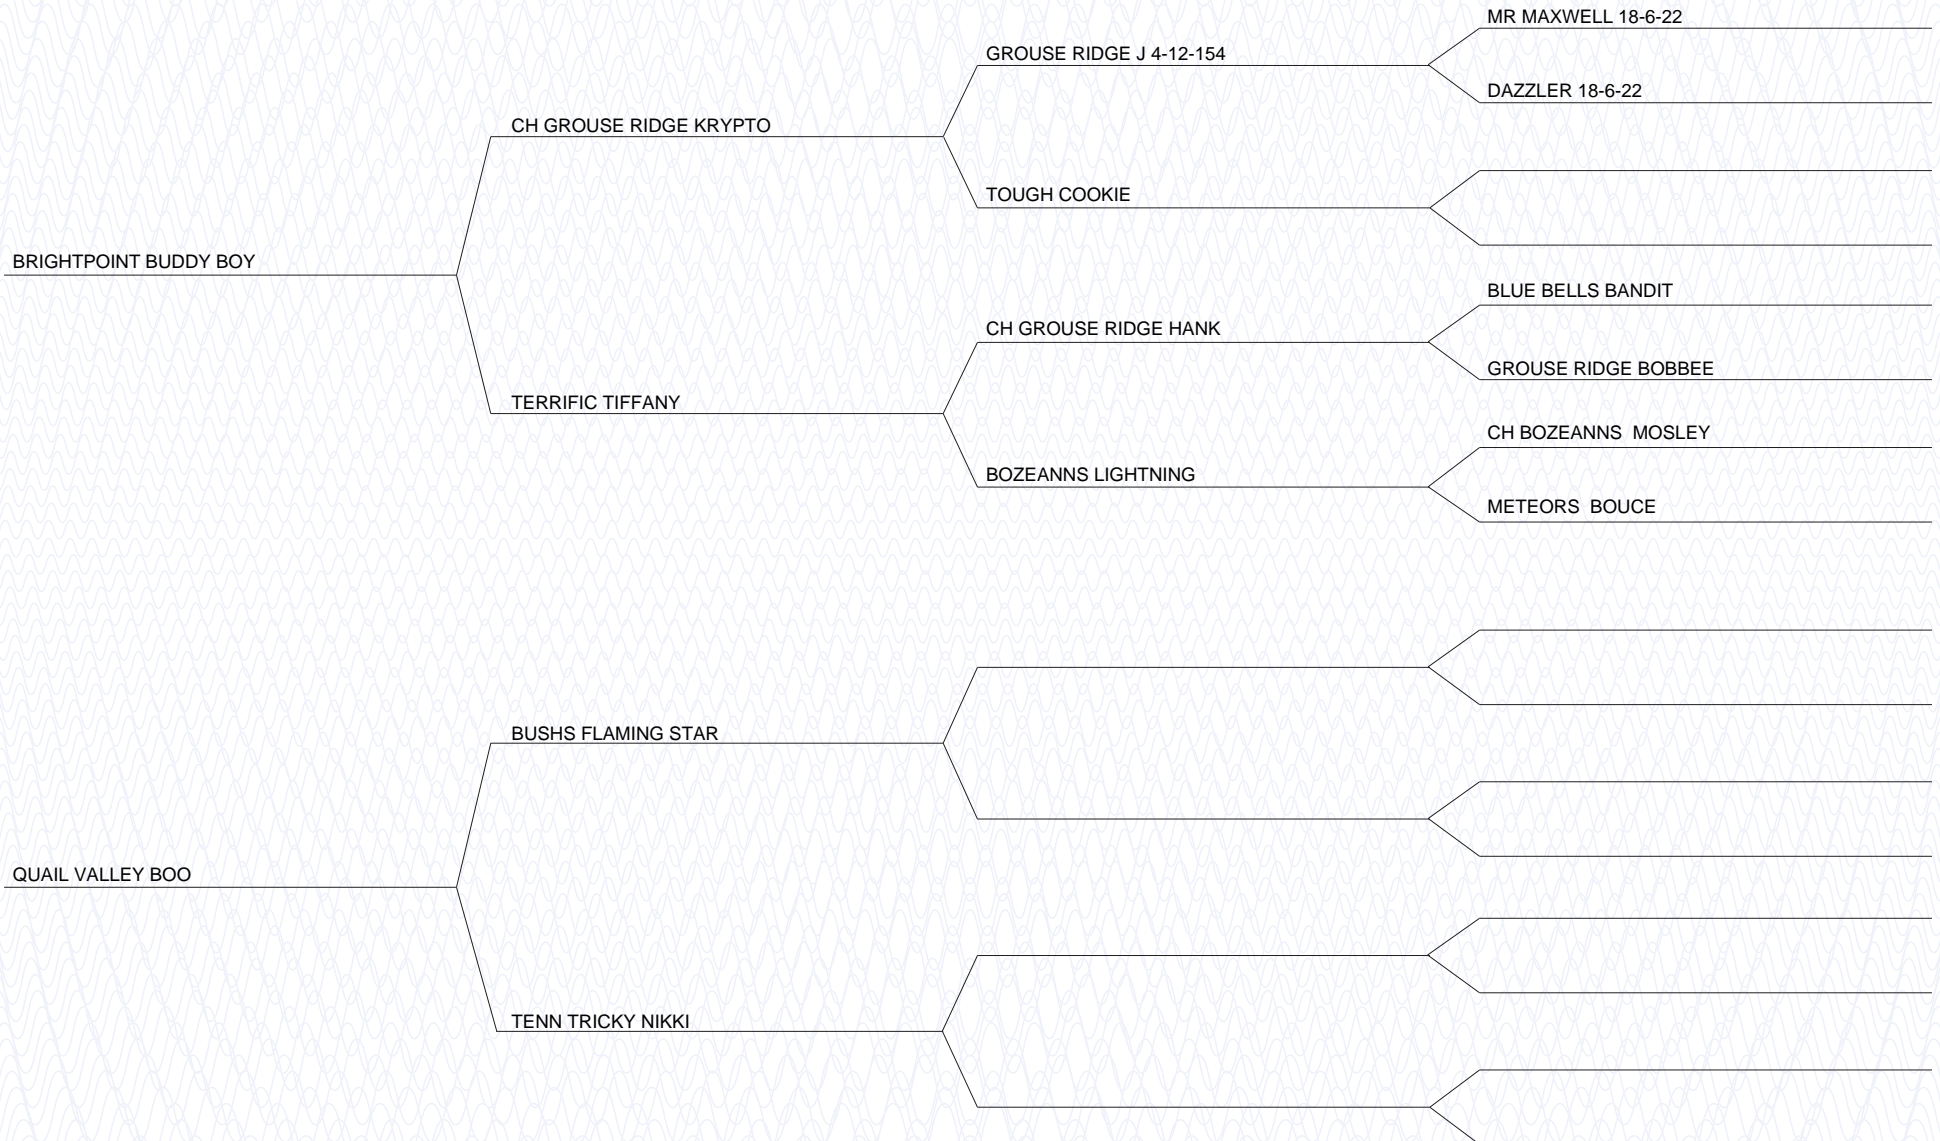 MR MAXWELL 18-6-22
GROUSE RIDGE J 4-12-154
DAZZLER 18-6-22
CH GROUSE RIDGE KRYPTO
TOUGH COOKIE
BRIGHTPOINT BUDDY BOY
BLUE BELLS BANDIT
CH GROUSE RIDGE HANK
GROUSE RIDGE BOBBEE
TERRIFIC TIFFANY
CH BOZEANNS  MOSLEY
BOZEANNS LIGHTNING
METEORS  BOUCE
BUSHS FLAMING STAR
QUAIL VALLEY BOO
TENN TRICKY NIKKI